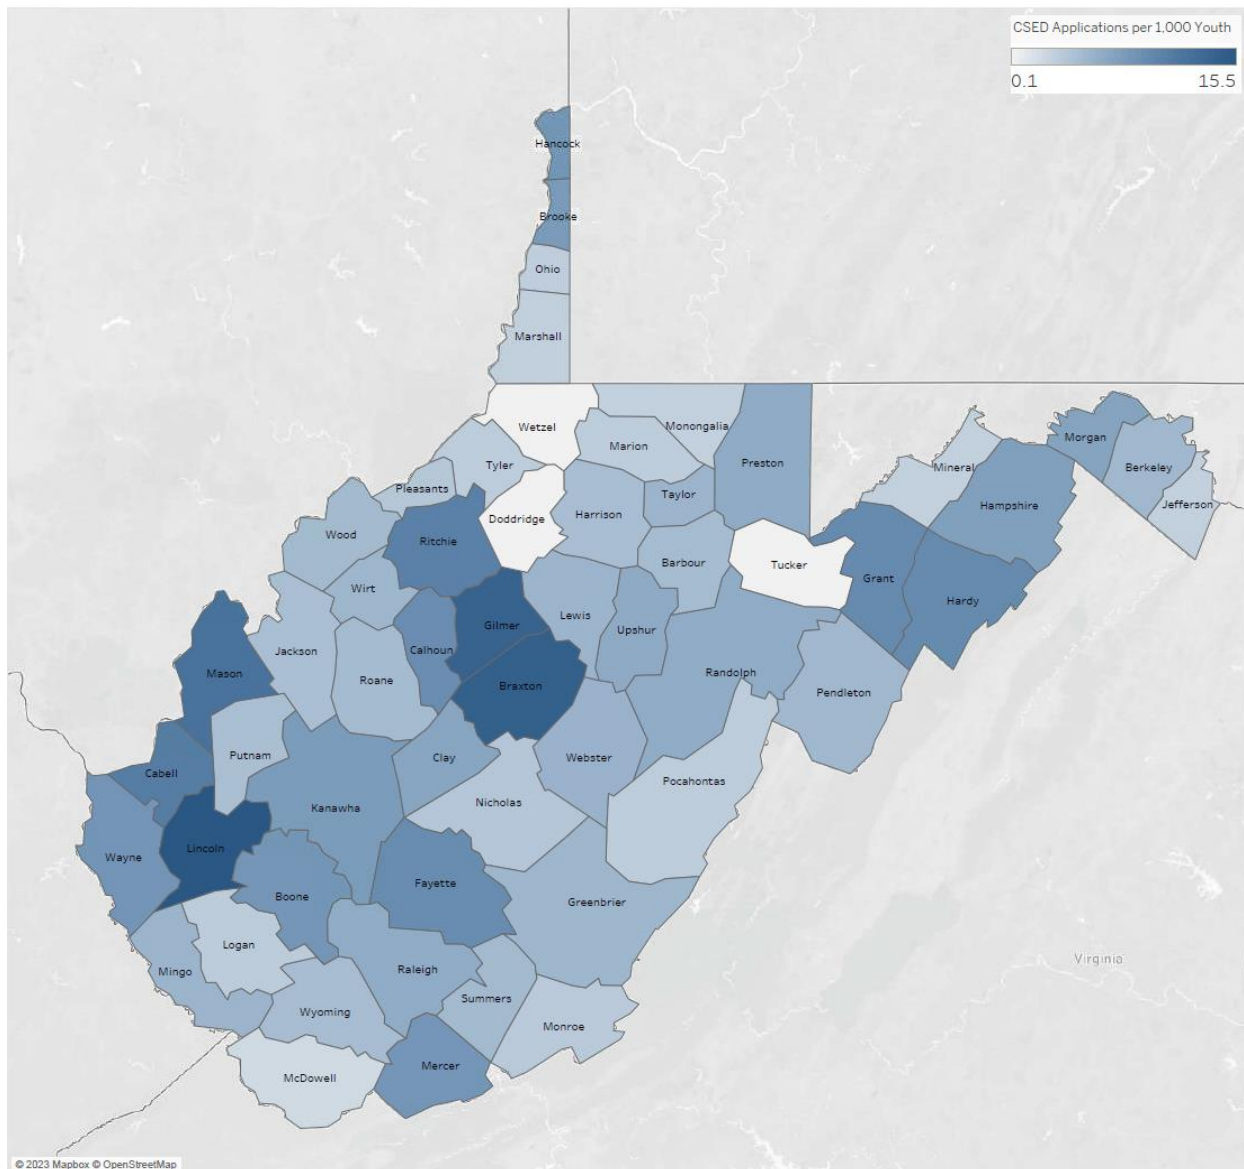 CSED Applications per 1,000 Youth
0.1 15.5
Hancock
Brooke
Ohio
Marshall
Wetzel
Monongalia
Marion
Morgan
Tyler
Preston
Mineral
Berkeley
Pleasants
Taylor
Jefferson
Hampshire
Harrison
Doddridge
Wood
Ritchie
Barbour
Tucker
Grant
Wirt
Hardy
Lewis
Gilmer
Upshur
Jackson
Calhoun
Randolph
Mason
Roane
Braxton
Pendleton
Putnam
Clay
Webster
Cabell
Pocahontas
Nicholas
Kanawha
Lincoln
Wayne
Fayette
Boone
Greenbrier
Logan
Virginia
Mingo
Raleigh
Summers
Wyoming
Monroe
Mercer
McDowell
© 2023 Mapbox © OpenStreetMap